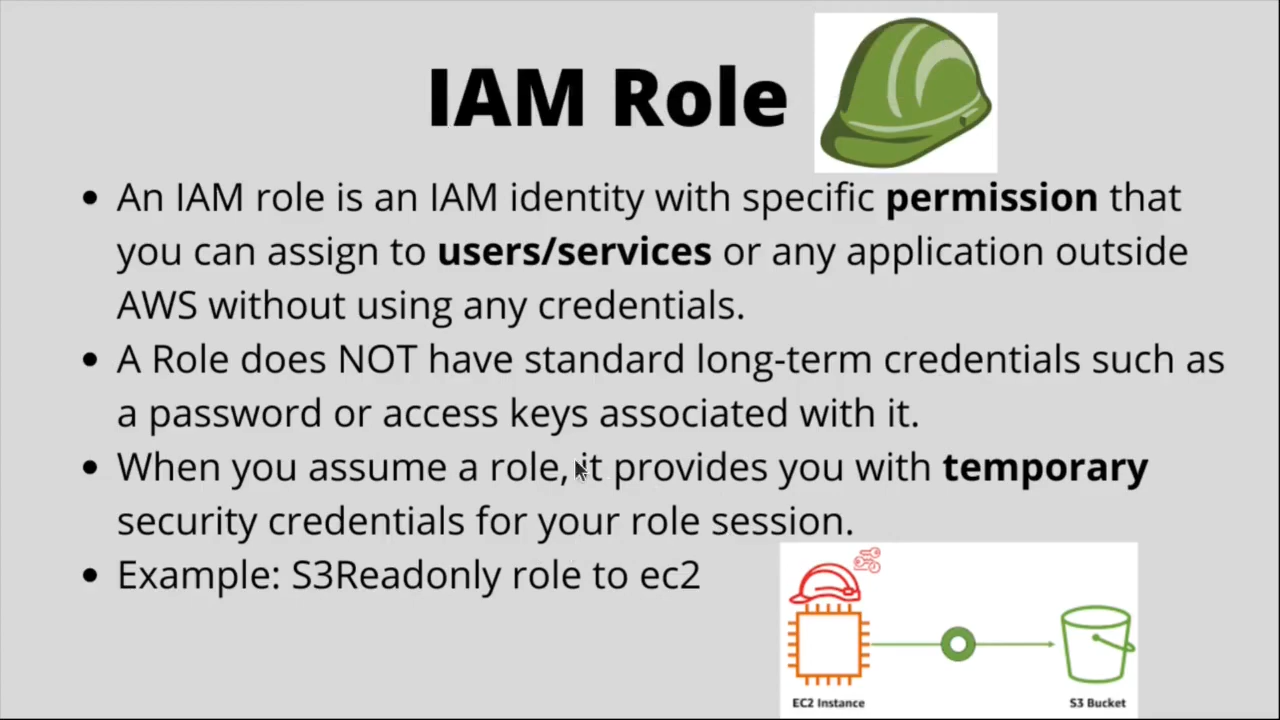 IAM Role
• An IAM role is an IAM identity with specific permission that
you can assign to users/services or any application outside
AWS without using any credentials.
• A Role does NOT have standard long-term credentials such as
a password or access keys associated with it.
• When you assume a role, it provides you with temporary
security credentials for your role session.
• Example: S3Readonly role to ec2
EC2 Instance
S3 Bucket